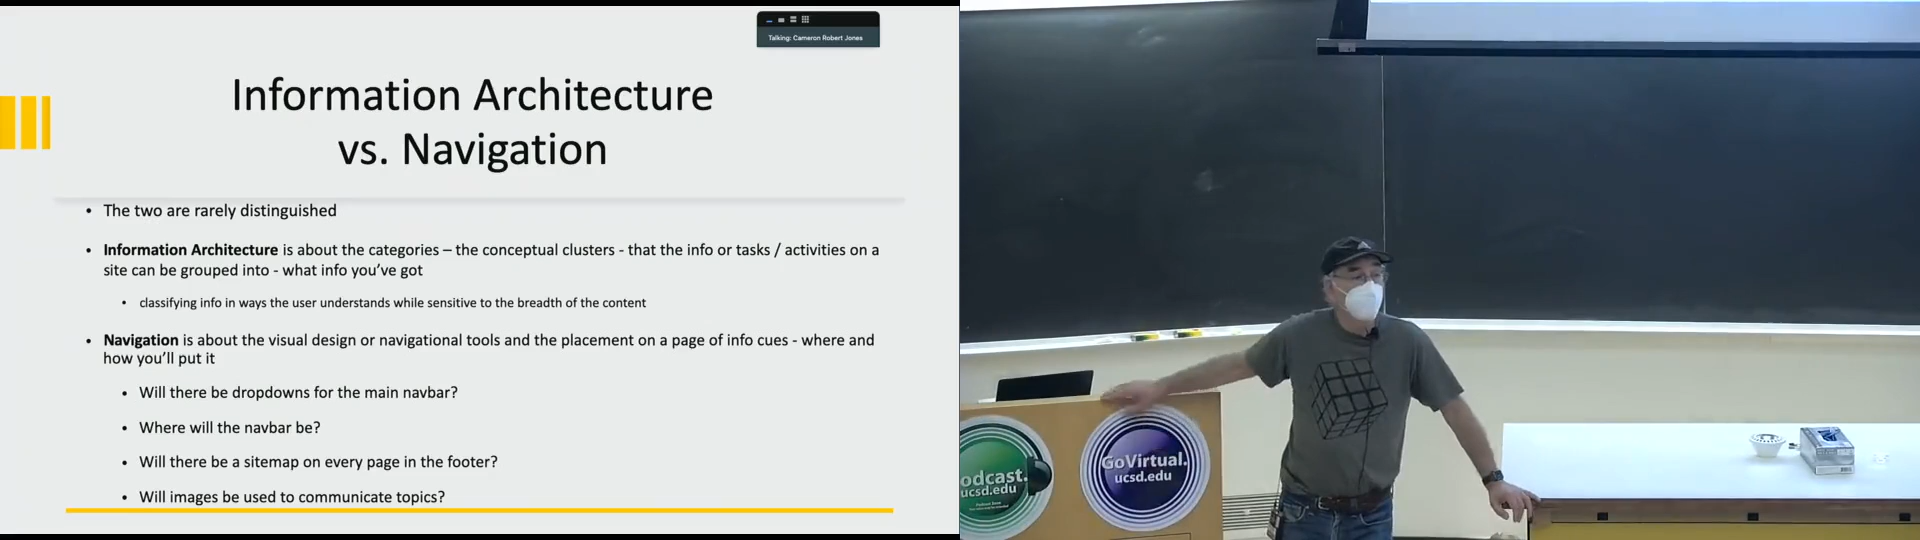 Talking: Cameron Robert Jones
Information Architecture
vs. Navigation
• The two are rarely distinguished
• Information Architecture is about the categories – the conceptual clusters - that the info or tasks / activities on a
site can be grouped into - what info you've got
• classifying info in ways the user understands while sensitive to the breadth of the content
• Navigation is about the visual design or navigational tools and the placement on a page of info cues - where and
how you'll put it
• Will there be dropdowns for the main navbar?
• Where will the navbar be?
• Will there be a sitemap on every page in the footer?
• Will images be used to communicate topics?
odcast.
ucsd.edu
GoVirtual.
ucsd.edu